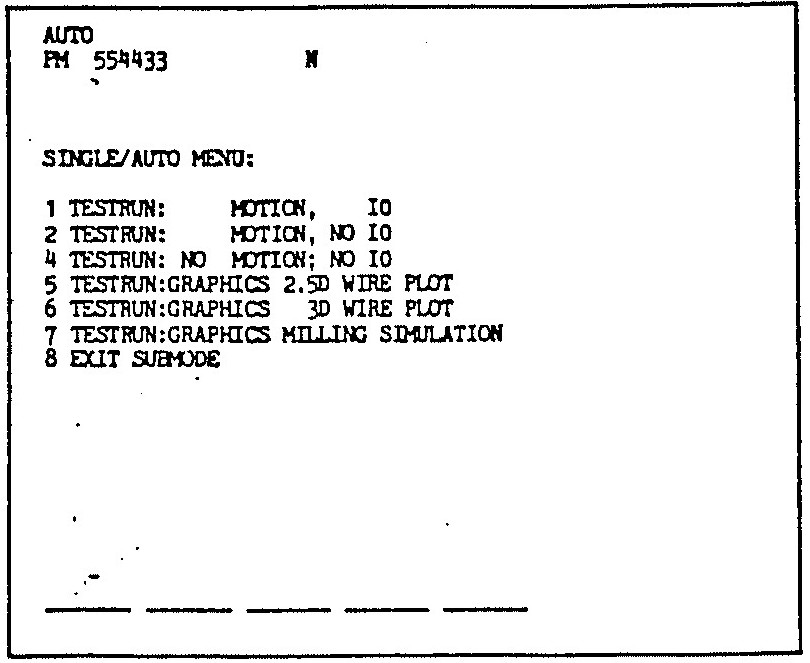 AUTO
PM 554433 N
SINGLE/AUTO MENU:
1 TESTRUN: MOTION, IO
2 TESTRUN: MOTION, NO IO
4 TESTRUN: NO MOTION; NO IO
5 TESTRUN:GRAPHICS 2.5D WIRE PLOT
6 TESTRUN:GRAPHICS 3D WIRE PLOT
7 TESTRUN:GRAPHICS MILLING SIMULATION
8 EXIT SUBMODE